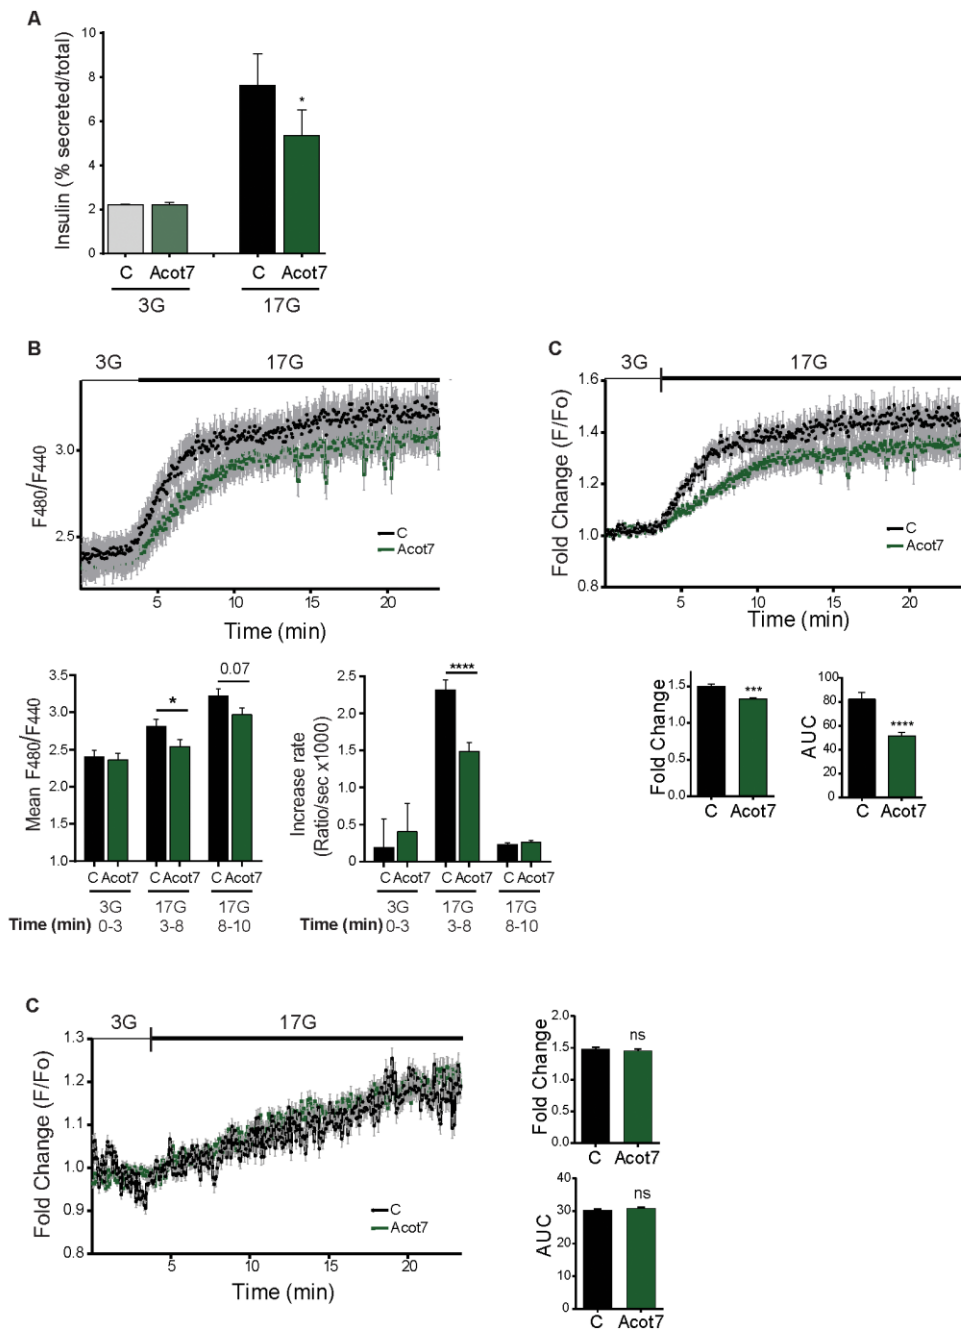 A
Insulin (% secreted/total)
10
8
6
4
2
0
*
C Acot7 C Acot7
3G 17G
B
3G 17G
F480/F440
3.0
2.5
C
Acot7
5 10 15 20
Time (min)
C
3G 17G
Fold Change (F/Fo)
1.6
1.4
1.2
1.0
0.8
C
Acot7
5 10 15 20
Time (min)
Mean F480/F440
3.5
3.0
2.5
2.0
1.5
1.0
*
0.07
C Acot7 C Acot7 C Acot7
3G 17G 17G
Time (min) 0-3 3-8 8-10
Increase rate
(Ratio/sec x1000)
2.5
2.0
1.5
1.0
0.5
0
****
C Acot7 C Acot7 C Acot7
3G 17G 17G
Time (min) 0-3 3-8 8-10
Fold Change
1.5
1.0
0.5
0.0
***
C Acot7
AUC
100
80
60
40
20
0
****
C Acot7
C
3G 17G
Fold Change (F/Fo)
1.3
1.2
1.1
1.0
0.9
0.8
C
Acot7
5 10 15 20
Time (min)
Fold Change
2.0
1.5
1.0
0.5
0.0
ns
C Acot7
AUC
40
30
20
10
0
ns
C Acot7